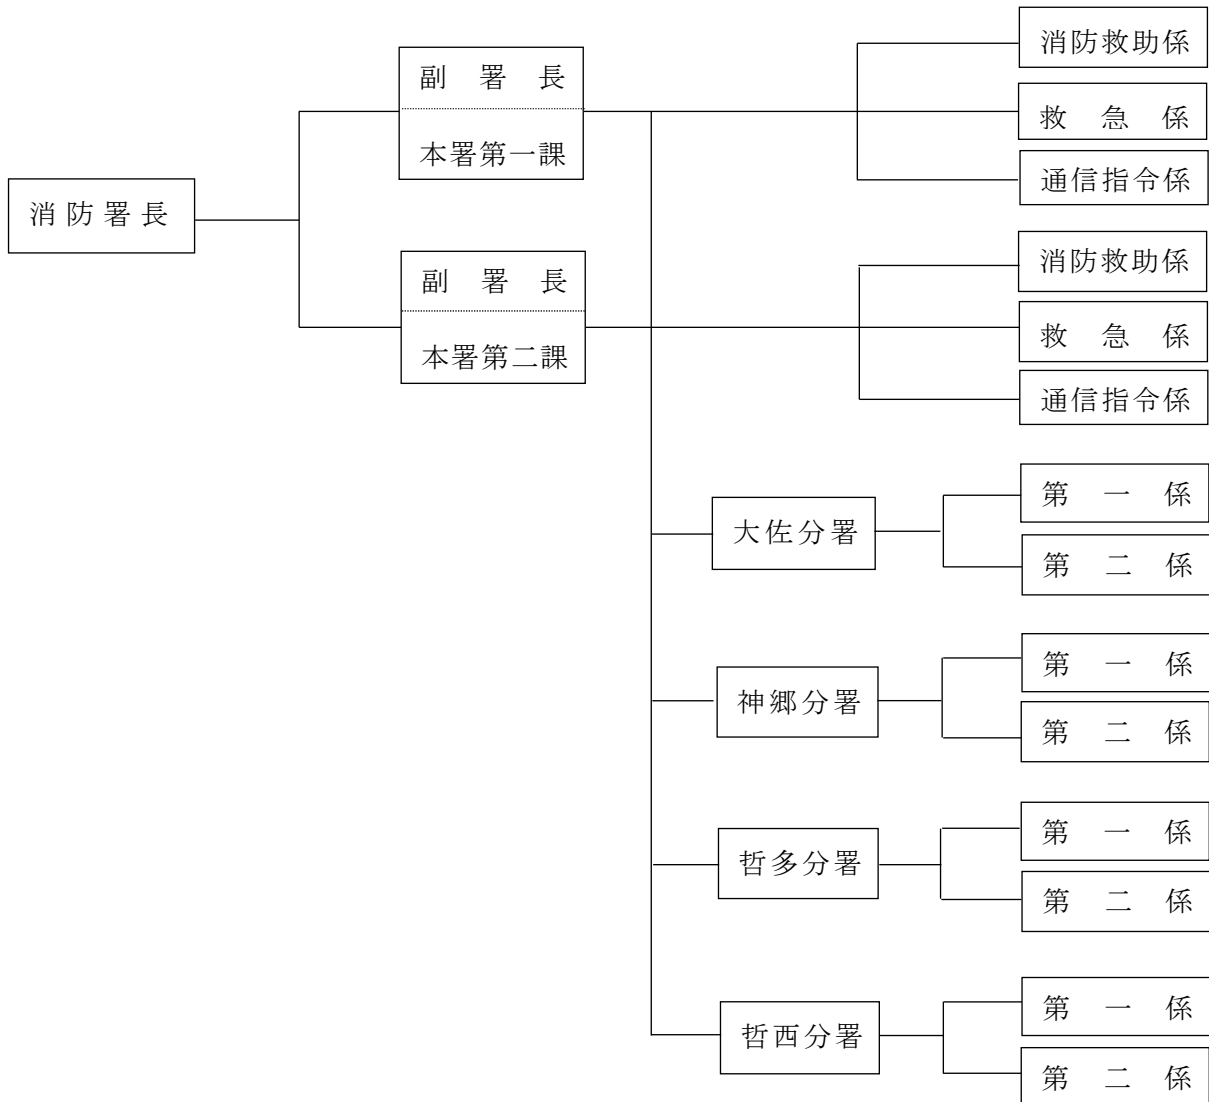 消防署長
副署長
本署第一課
消防救助係
救急係
通信指令係
副署長
本署第二課
消防救助係
救急係
通信指令係
大佐分署
第一係
第二係
神郷分署
第一係
第二係
哲多分署
第一係
第二係
哲西分署
第一係
第二係